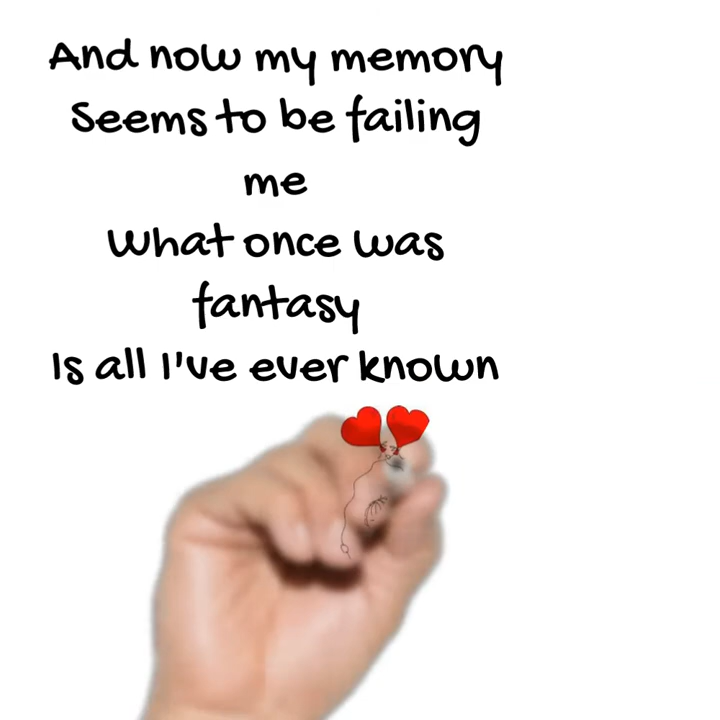 And now my memory
Seems to be failing
me
What once was
fantasy
Is all I've ever known